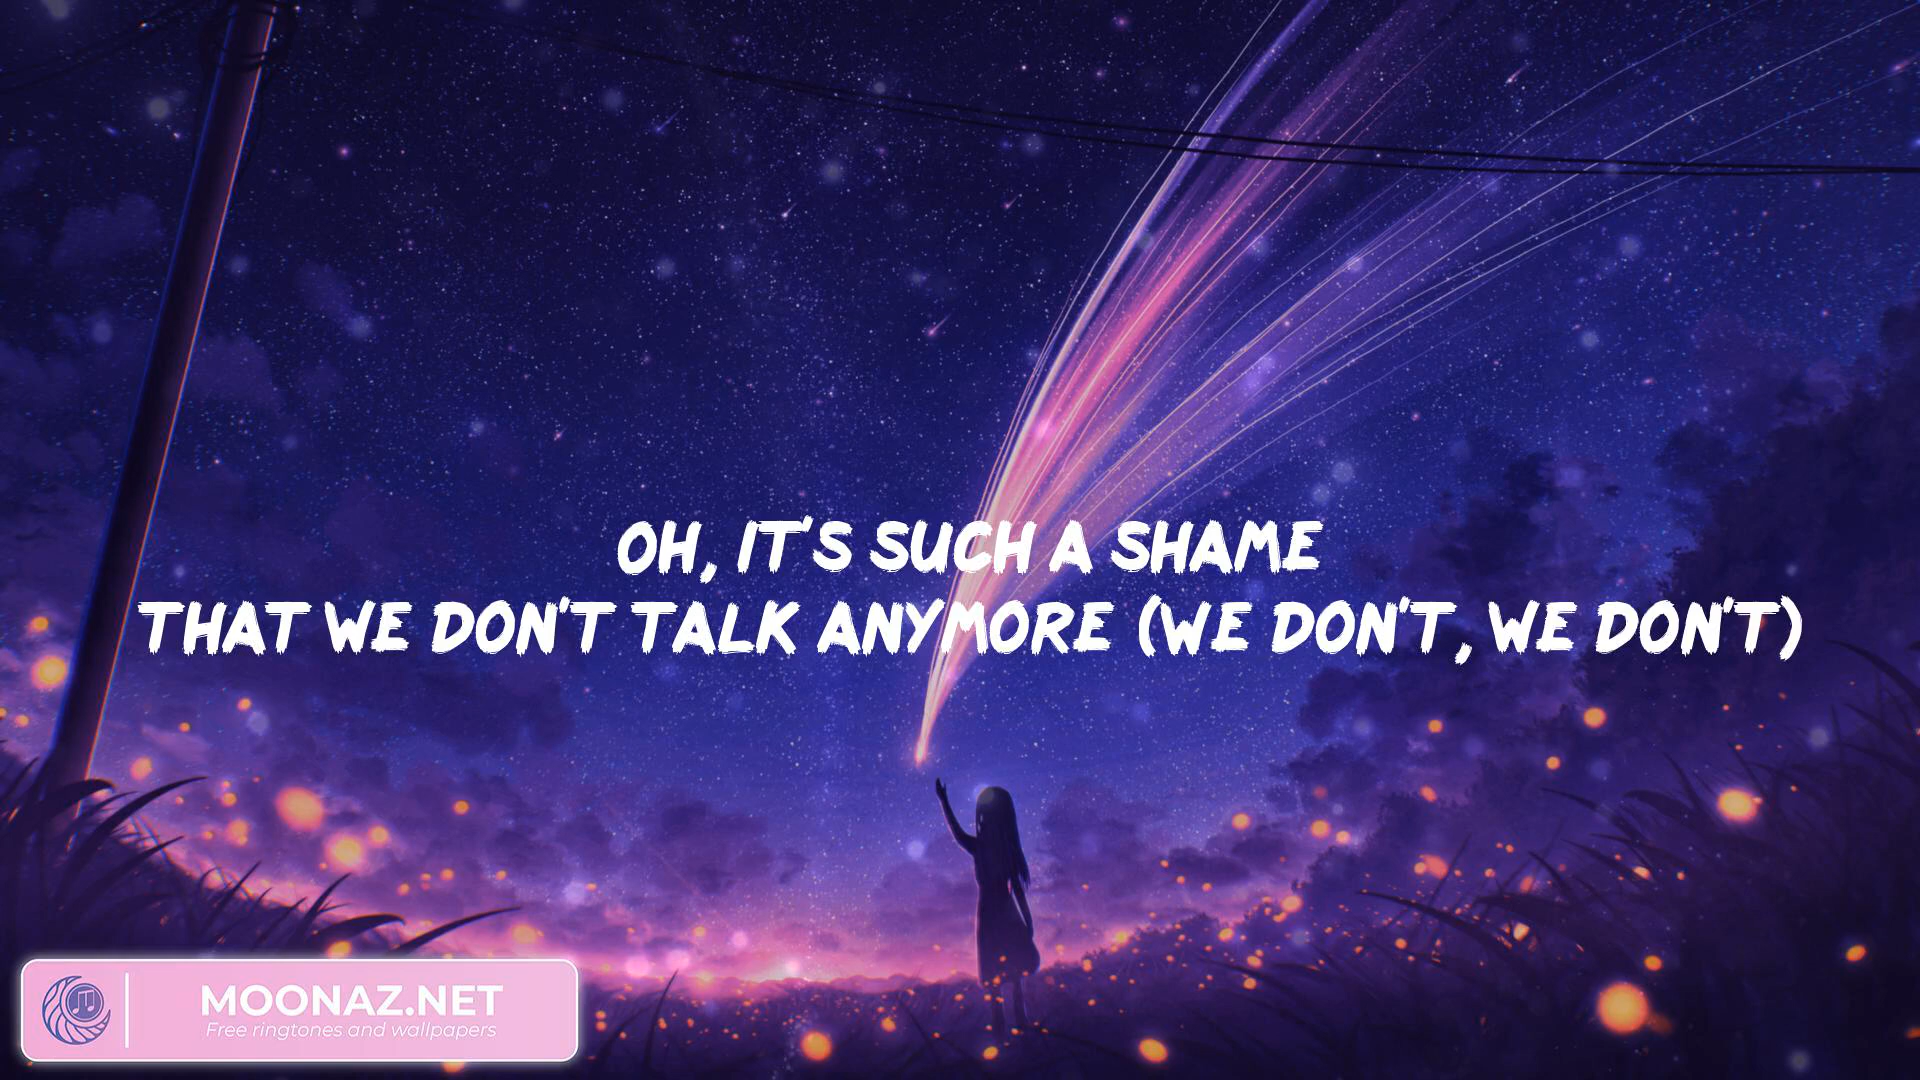 OH, IT'S SUCH A SHAME
THAT WE DON'T TALK ANYMORE (WE DON'T, WE DON'T)
MOONAZ.NET
Free ringtones and wallpapers